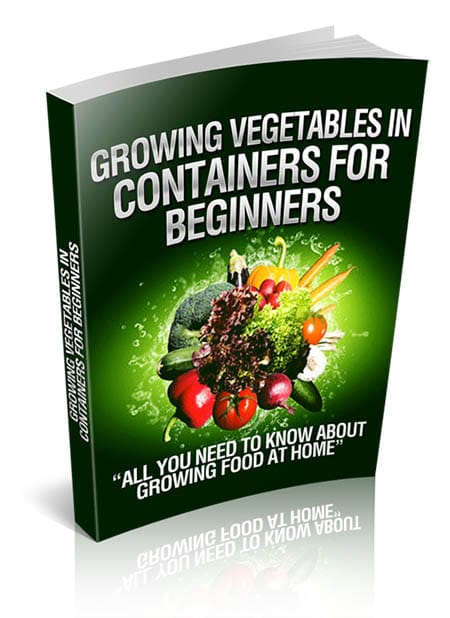 GROWING VEGETABLES IN
CONTAINERS FOR
BEGINNERS
"ALL YOU NEED TO KNOW ABOUT
GROWING FOOD AT HOME"
GROWING VEGETABLES IN
CONTAINERS FOR BEGINNERS